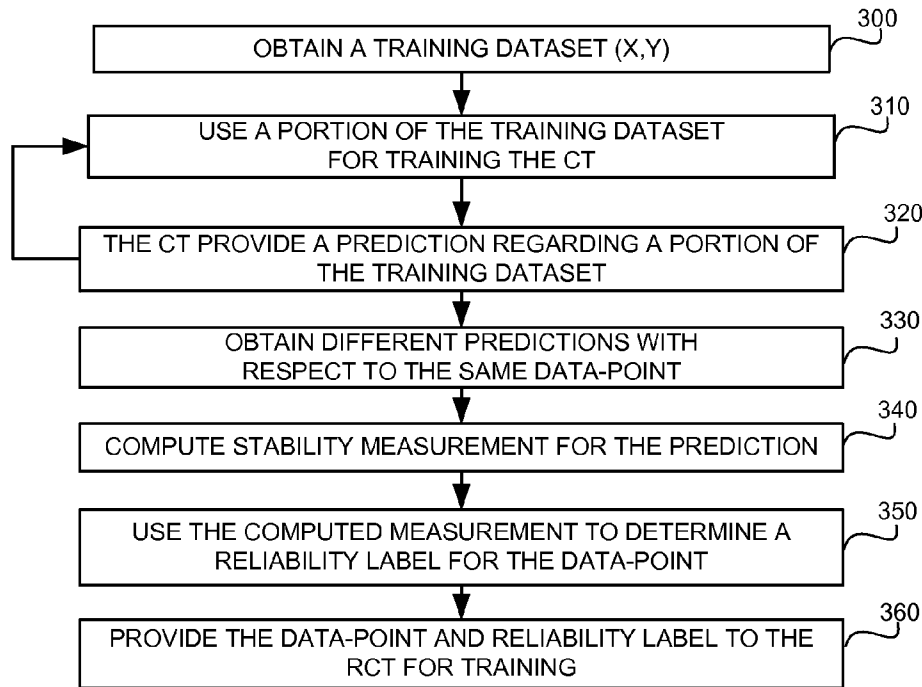 300
OBTAIN A TRAINING DATASET (X,Y)
310
USE A PORTION OF THE TRAINING DATASET
FOR TRAINING THE CT
320
THE CT PROVIDE A PREDICTION REGARDING A PORTION OF
THE TRAINING DATASET
330
OBTAIN DIFFERENT PREDICTIONS WITH
RESPECT TO THE SAME DATA-POINT
340
COMPUTE STABILITY MEASUREMENT FOR THE PREDICTION
350
USE THE COMPUTED MEASUREMENT TO DETERMINE A
RELIABILITY LABEL FOR THE DATA-POINT
360
PROVIDE THE DATA-POINT AND RELIABILITY LABEL TO THE
RCT FOR TRAINING